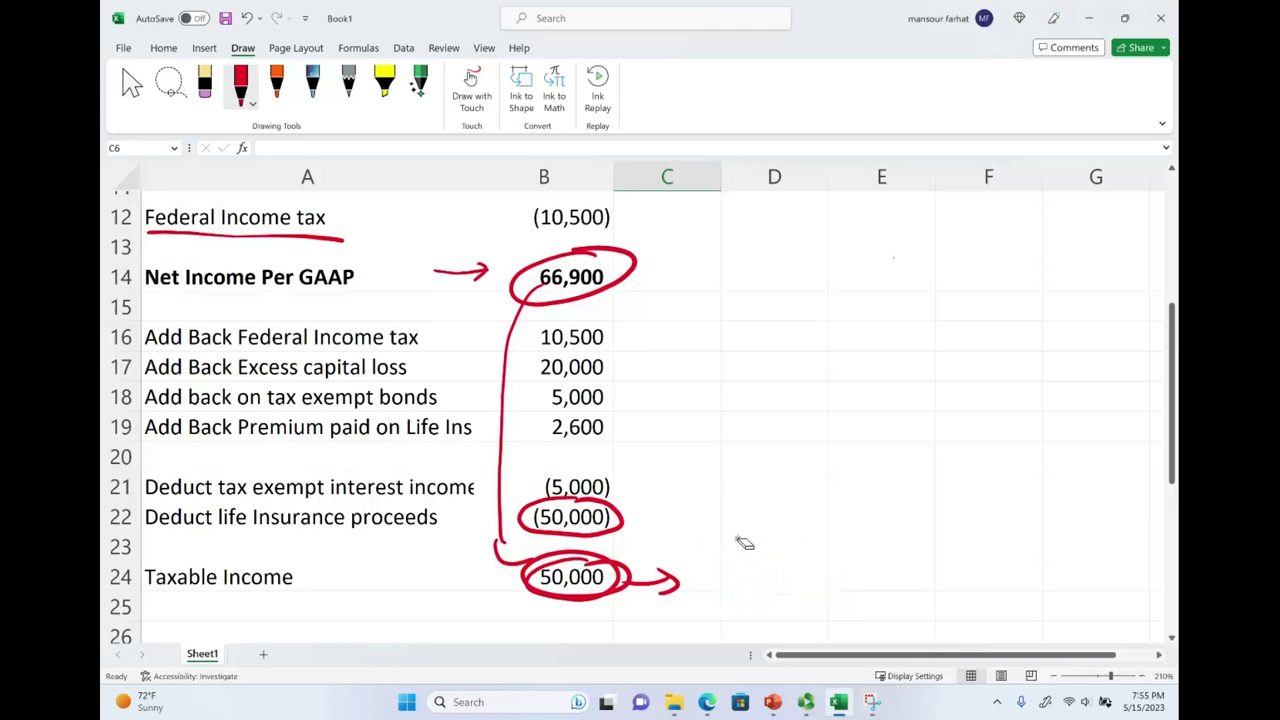 AutoSave Off Book1 Search mansour farhat MF
File Home Insert Draw Page Layout Formulas Data Review View Help Comments Share
Draw with Touch Ink to Shape Ink to Math Ink Replay
Drawing Tools Touch Convert Replay
C6 fx
A B C D E F G
12 Federal Income tax (10,500)
13
14 Net Income Per GAAP 66,900
15
16 Add Back Federal Income tax 10,500
17 Add Back Excess capital loss 20,000
18 Add back on tax exempt bonds 5,000
19 Add Back Premium paid on Life Ins 2,600
20
21 Deduct tax exempt interest income (5,000)
22 Deduct life Insurance proceeds (50,000)
23
24 Taxable Income 50,000
25
26
Sheet1
Ready Accessibility: Investigate Display Settings 210%
72°F
Sunny
Search
7:55 PM
5/15/2023